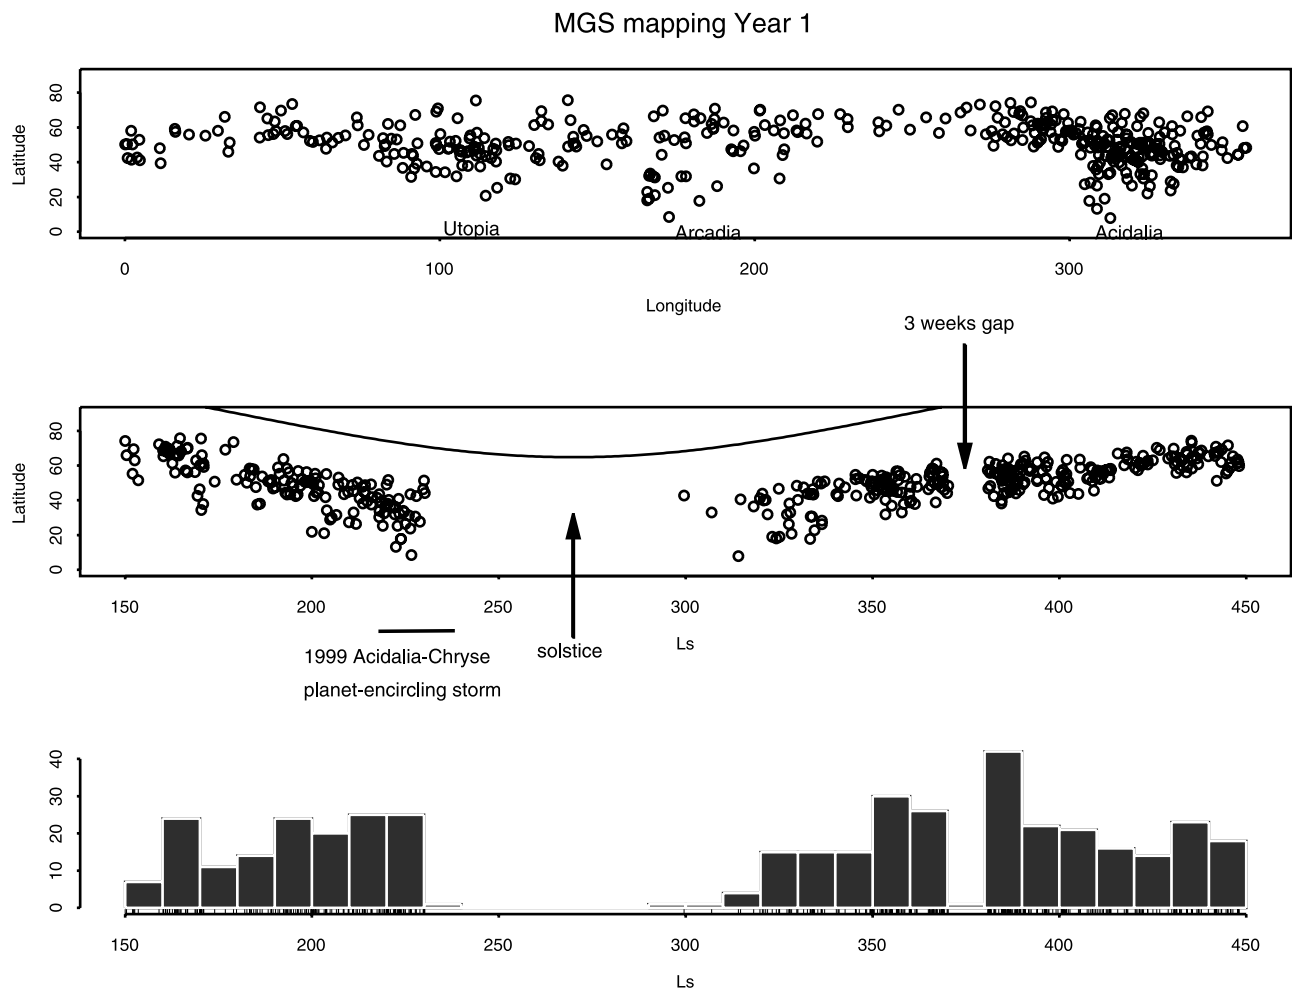 MGS mapping Year 1
80
60
40
20
0
Latitude
Utopia
Arcadia
Acidalia
0
100
200
300
Longitude
3 weeks gap
80
60
40
20
0
Latitude
150
200
250
300
350
400
450
Ls
1999 Acidalia-Chryse
planet-encircling storm
solstice
40
30
20
10
0
150
200
250
300
350
400
450
Ls